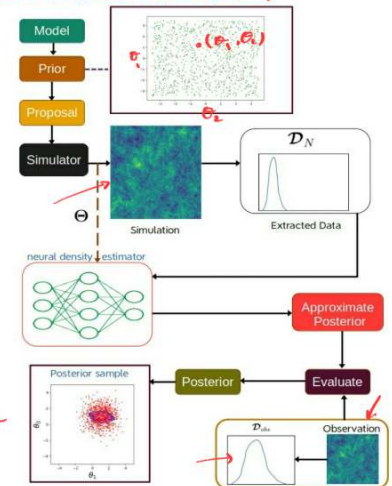 Model
Prior
(θ₁, θ₂)
θ₁
θ₂
Proposal
Simulator
Θ
Simulation
𝒟_N
Extracted Data
neural density estimator
Approximate
Posterior
Posterior sample
Posterior
Evaluate
θ₂
θ₁
𝒟_obs
Observation